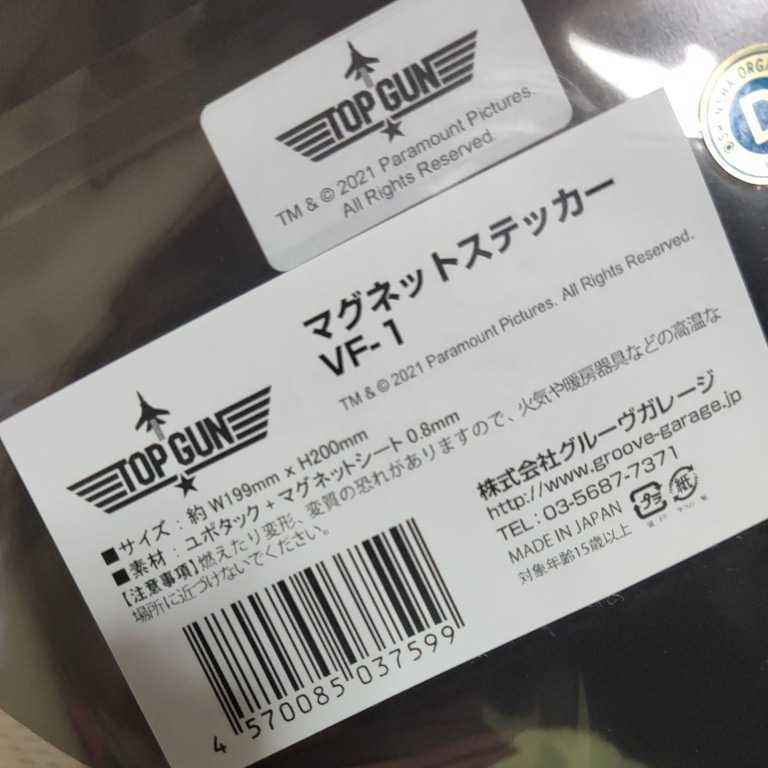 TOP GUN
TM & © 2021 Paramount Pictures.
All Rights Reserved.
D
マグネットステッカー
VF-1
TM & © 2021 Paramount Pictures. All Rights Reserved.
TOP GUN
■サイズ：約 W199mm x H200mm
■素材：ユポタック + マグネットシート 0.8mm
【注意事項】燃えたり変形、変質の恐れがありますので、火気や暖房器具などの高温な
場所に近づけないでください。
株式会社グルーヴガレージ
http://www.groove-garage.jp
TEL : 03-5687-7371
MADE IN JAPAN
プラ
紙
対象年齢15歳以上
4 570085 037599